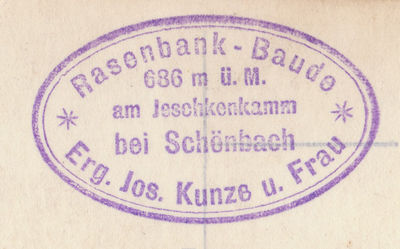 Rasenbank-Baude
686 m ü. M.
am Jeschkenkamm
bei Schönbach
Erg. Jos. Kunze u. Frau